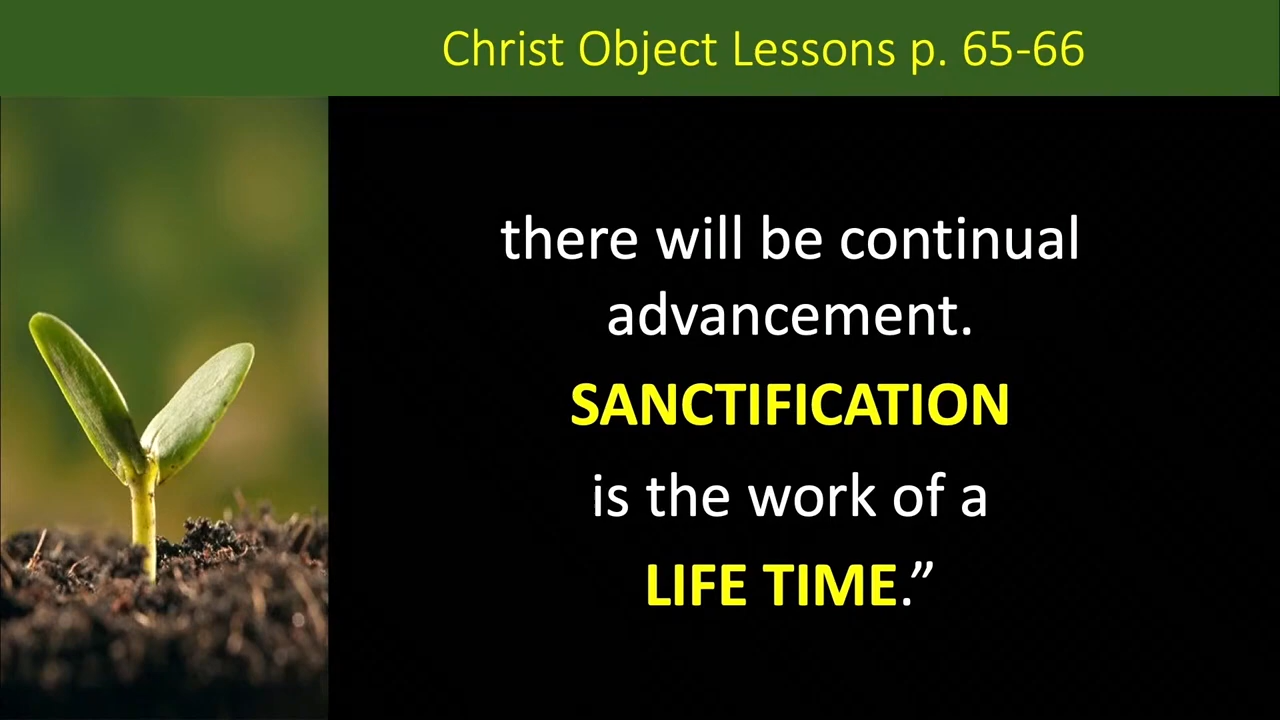 Christ Object Lessons p. 65-66
there will be continual
advancement.
SANCTIFICATION
is the work of a
LIFE TIME.”